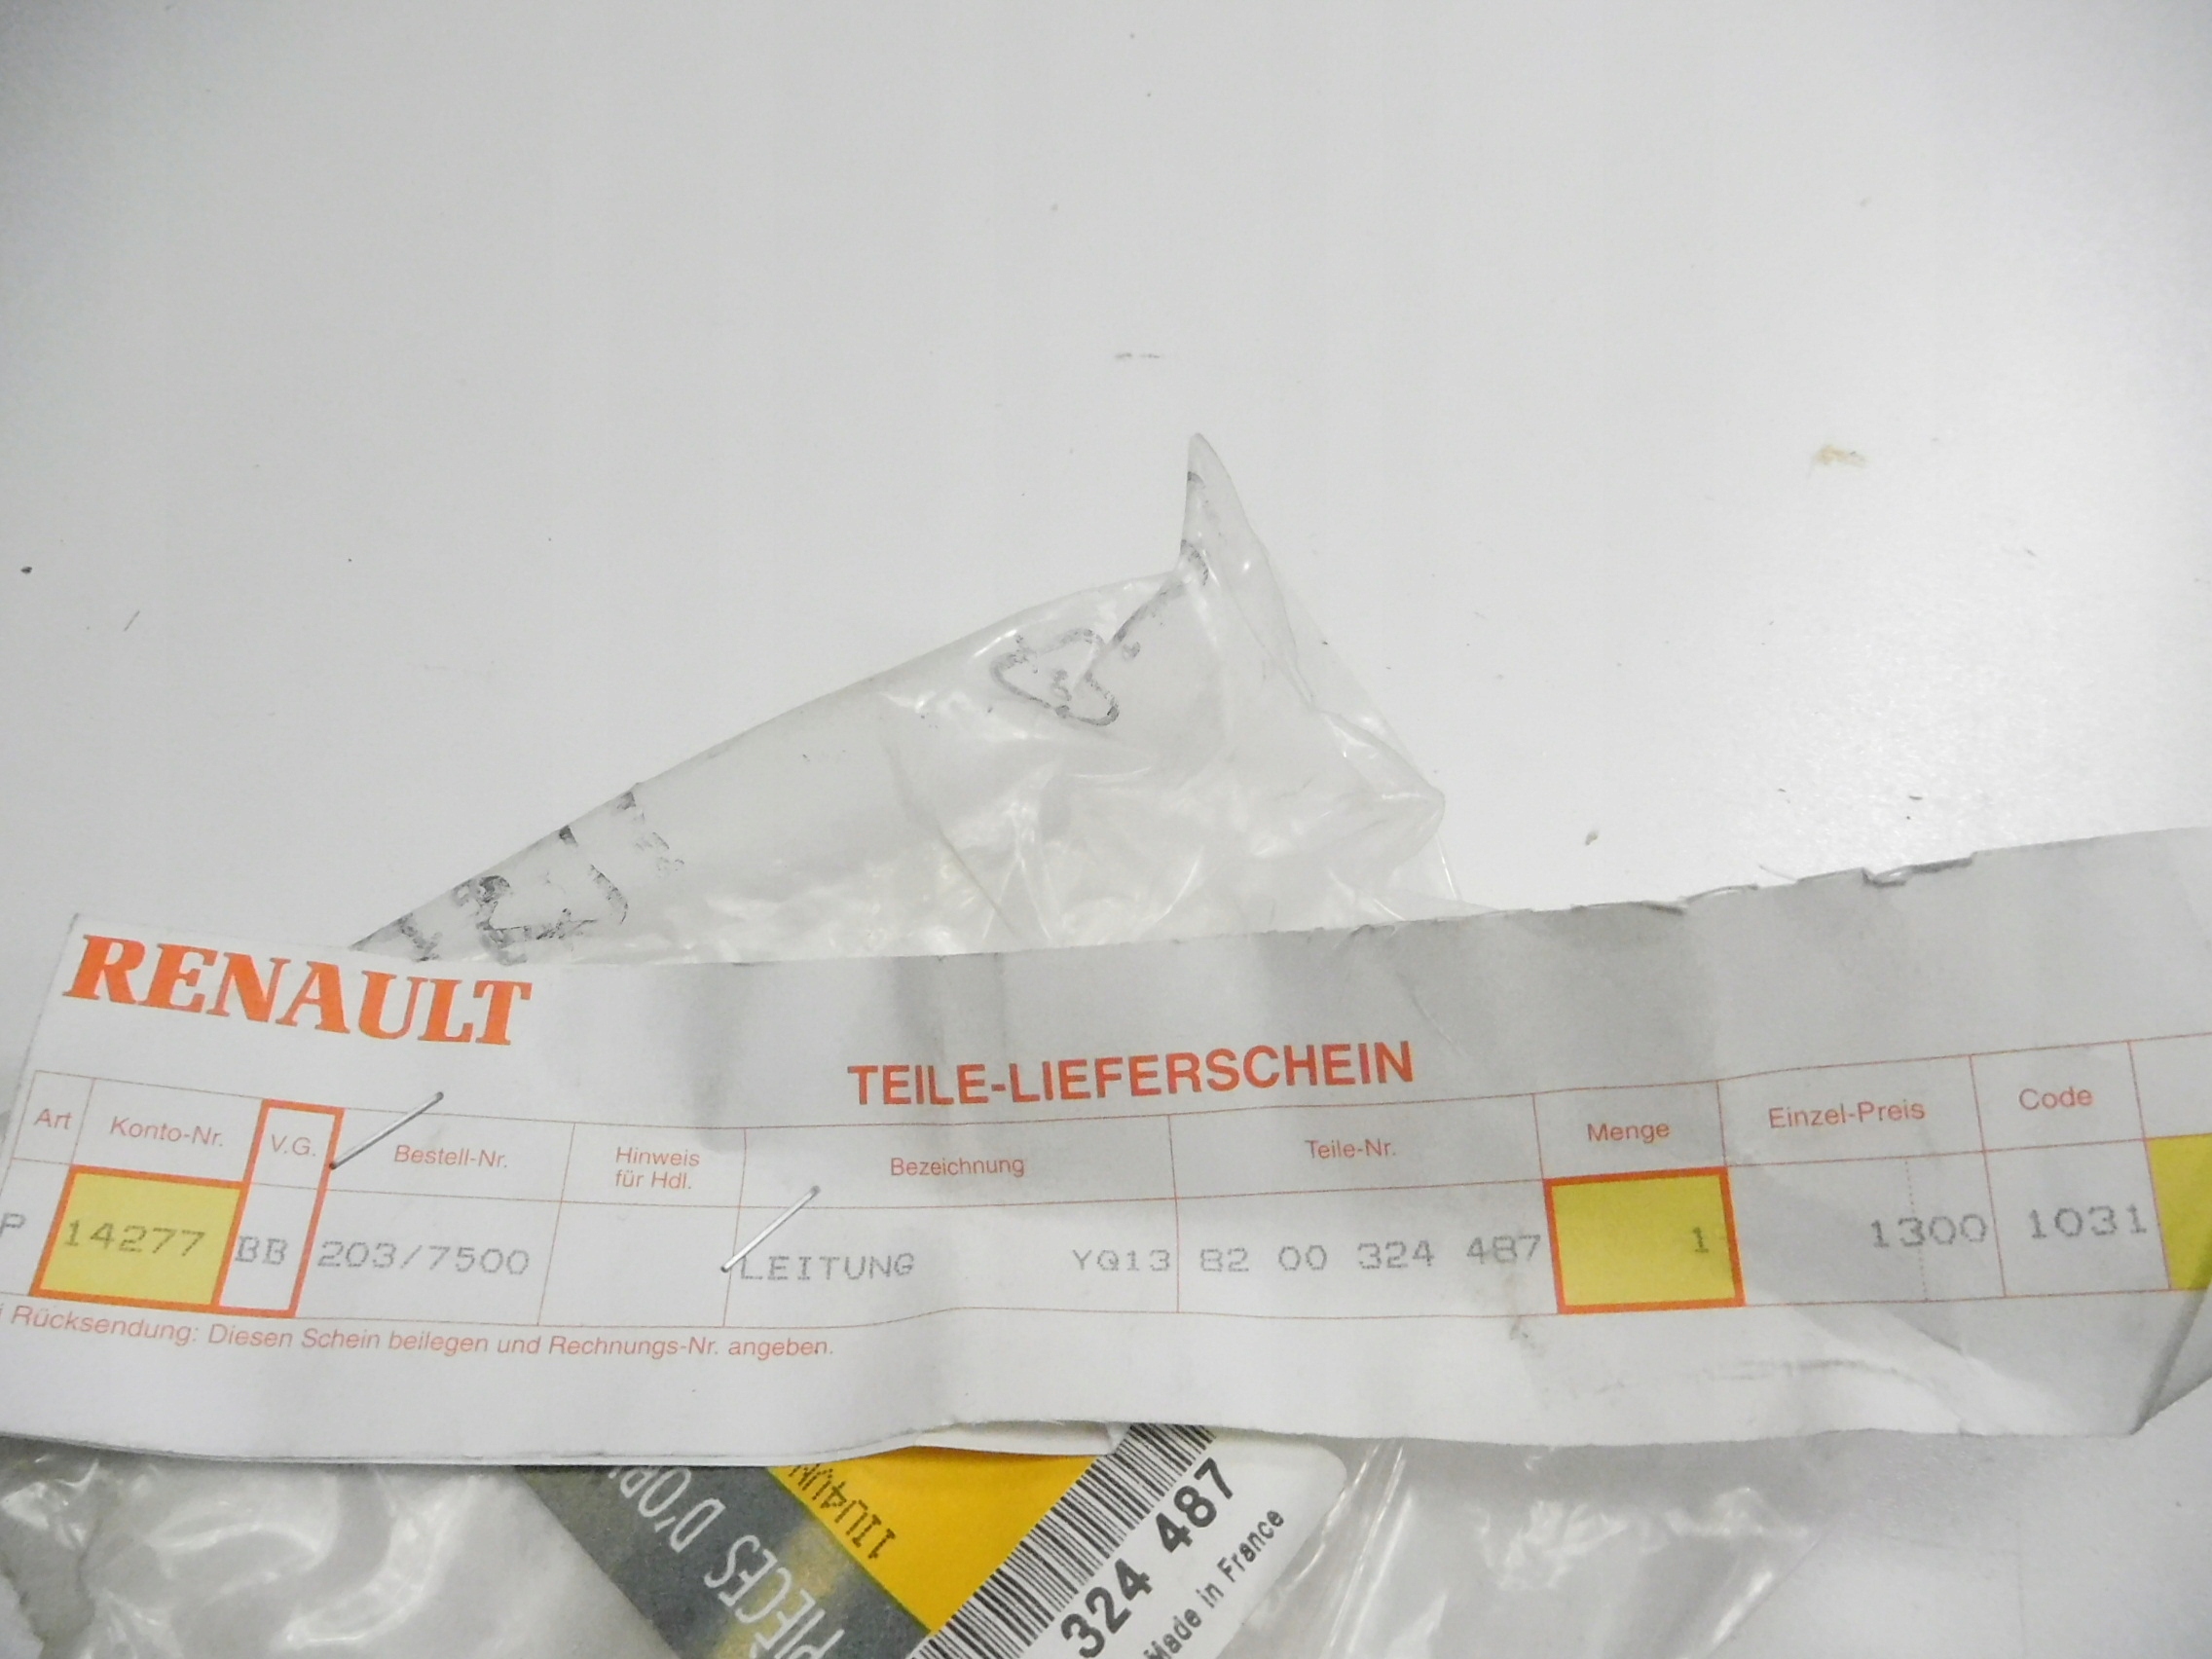 RENAULT
TEILE-LIEFERSCHEIN
Art Konto-Nr. V.G. Bestell-Nr. Hinweis für Hdl. Bezeichnung Teile-Nr. Menge Einzel-Preis Code
P 14277 BB 203/7500 LEITUNG YQ13 82 00 324 487 1 1300 1031
i Rücksendung: Diesen Schein beilegen und Rechnungs-Nr. angeben.
PIÈCES D'OR
324 487
Made in France